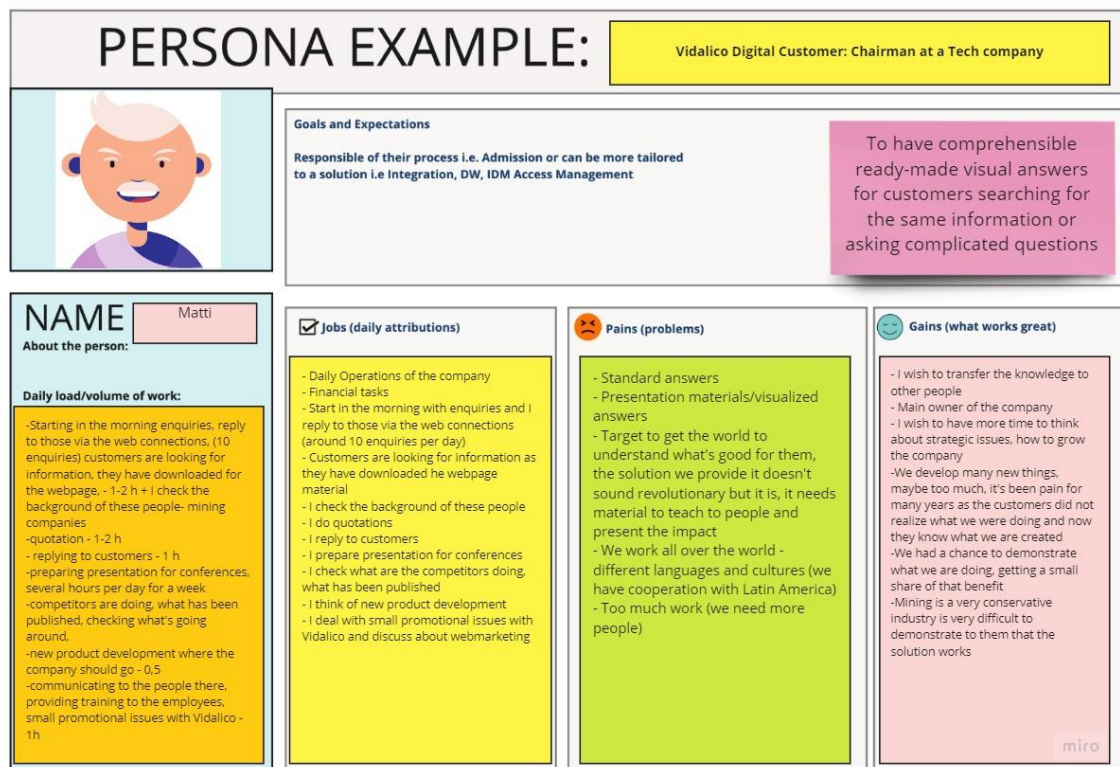 PERSONA EXAMPLE:
Vidalico Digital Customer: Chairman at a Tech company
Goals and Expectations
Responsible of their process i.e. Admission or can be more tailored
to a solution i.e Integration, DW, IDM Access Management
To have comprehensible
ready-made visual answers
for customers searching for
the same information or
asking complicated questions
NAME
Matti
About the person:
Daily load/volume of work:
-Starting in the morning enquiries, reply
to those via the web connections, (10
enquiries) customers are looking for
information, they have downloaded for
the webpage, - 1-2 h + I check the
background of these people- mining
companies
-quotation - 1-2 h
- replying to customers - 1 h
-preparing presentation for conferences,
several hours per day for a week
-competitors are doing, what has been
published, checking what's going
around,
-new product development where the
company should go - 0,5
-communicating to the people there,
providing training to the employees,
small promotional issues with Vidalico -
1h
Jobs (daily attributions)
- Daily Operations of the company
- Financial tasks
- Start in the morning with enquiries and I
reply to those via the web connections
(around 10 enquiries per day)
- Customers are looking for information as
they have downloaded he webpage
material
- I check the background of these people
- I do quotations
- I reply to customers
- I prepare presentation for conferences
- I check what are the competitors doing,
what has been published
- I think of new product development
- I deal with small promotional issues with
Vidalico and discuss about webmarketing
Pains (problems)
- Standard answers
- Presentation materials/visualized
answers
- Target to get the world to
understand what's good for them,
the solution we provide it doesn't
sound revolutionary but it is, it needs
material to teach to people and
present the impact
- We work all over the world -
different languages and cultures (we
have cooperation with Latin America)
- Too much work (we need more
people)
Gains (what works great)
- I wish to transfer the knowledge to
other people
- Main owner of the company
- I wish to have more time to think
about strategic issues, how to grow
the company
-We develop many new things,
maybe too much, it's been pain for
many years as the customers did not
realize what we were doing and now
they know what we are created
-We had a chance to demonstrate
what we are doing, getting a small
share of that benefit
-Mining is a very conservative
industry is very difficult to
demonstrate to them that the
solution works
miro